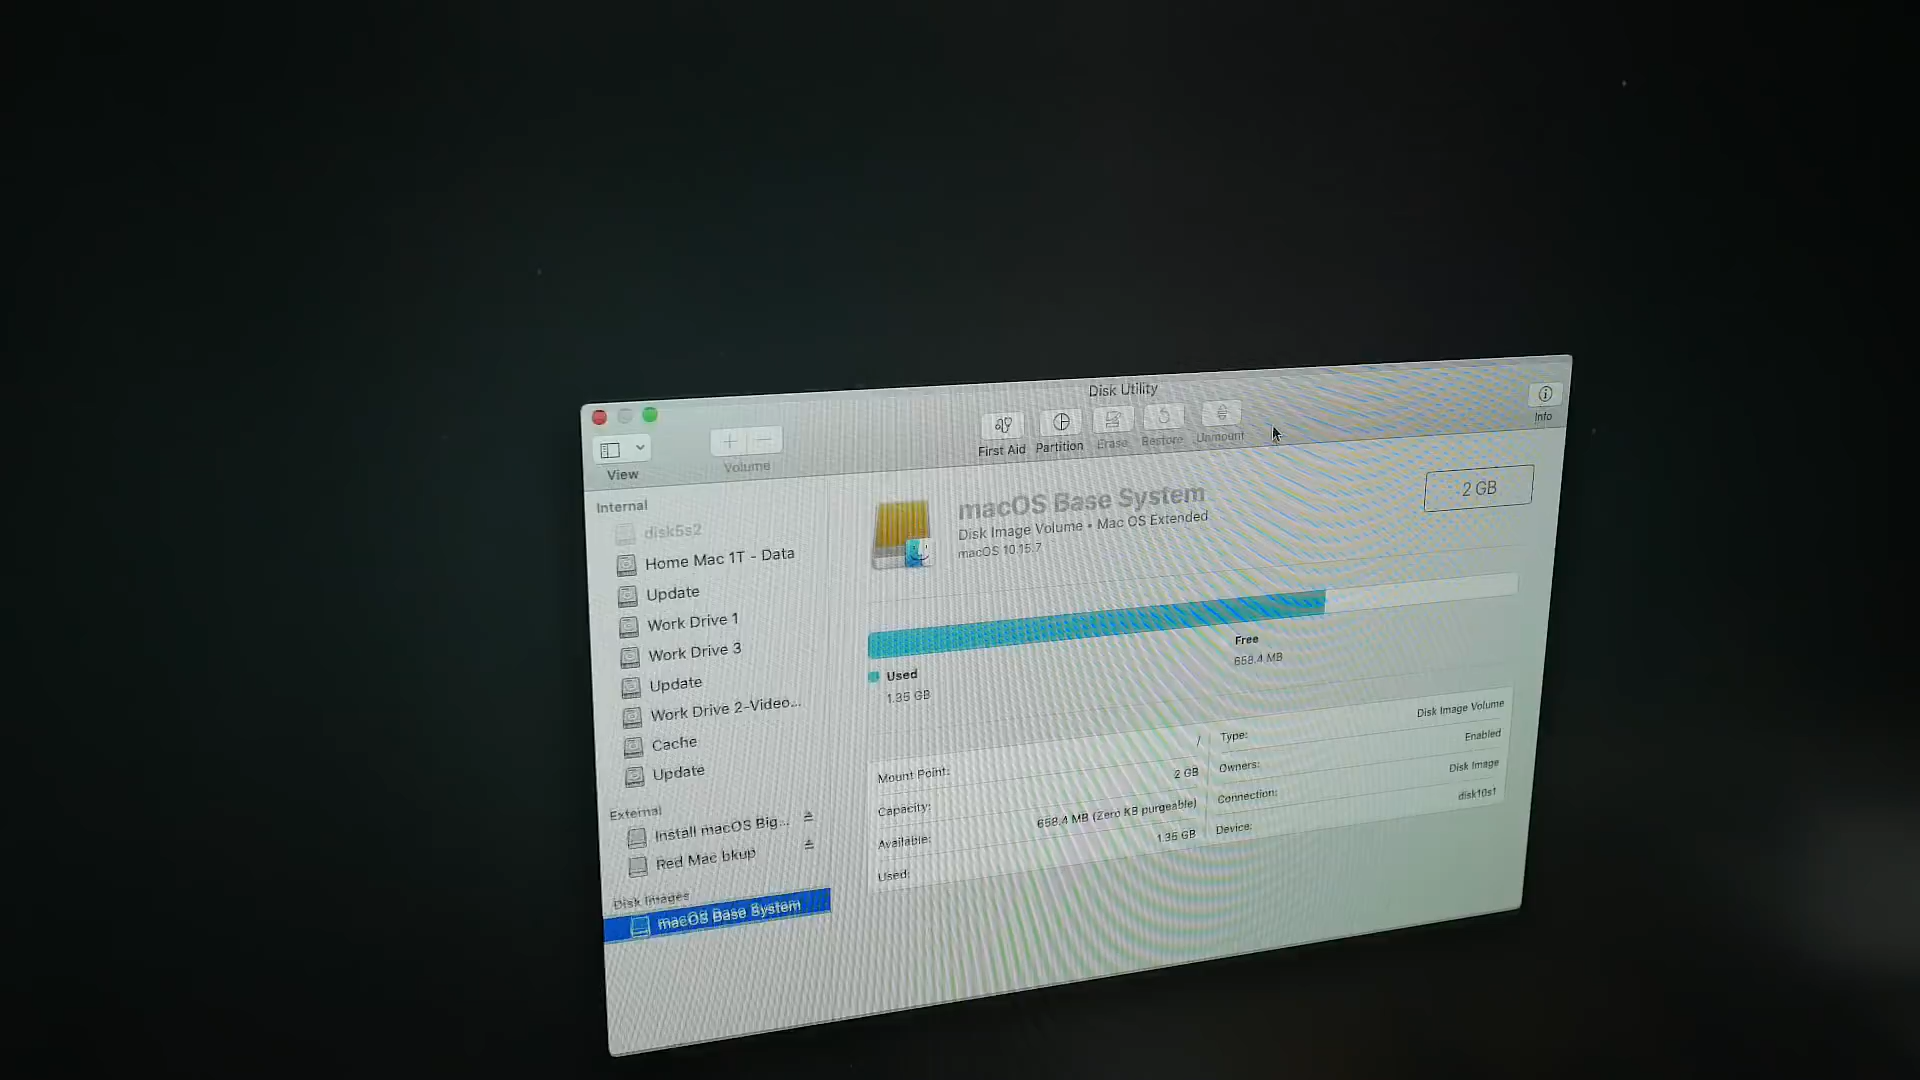 Disk Utility
View
Volume
First Aid
Partition
Erase
Restore
Unmount
Info
Internal
disk5s2
Home Mac 1T - Data
Update
Work Drive 1
Work Drive 3
Update
Work Drive 2-Video...
Cache
Update
External
Install macOS Big...
Red Mac bkup
Disk Images
macOS Base System
macOS Base System
Disk Image Volume • Mac OS Extended
macOS 10.15.7
2 GB
Used
1.35 GB
Free
658.4 MB
Mount Point: /
Capacity: 2 GB
Available: 658.4 MB (Zero KB purgeable)
Used: 1.35 GB
Type: Disk Image Volume
Owners: Enabled
Connection: Disk Image
Device: disk10s1